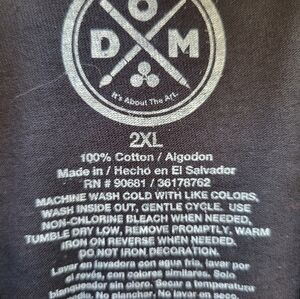 O
D M
It's About The Art.
2XL
100% Cotton / Algodon
Made in / Hecho en El Salvador
RN # 90681 / 36178762
MACHINE WASH COLD WITH LIKE COLORS,
WASH INSIDE OUT, GENTLE CYCLE. USE
NON-CHLORINE BLEACH WHEN NEEDED,
TUMBLE DRY LOW, REMOVE PROMPTLY, WARM
IRON ON REVERSE WHEN NEEDED.
DO NOT IRON DECORATION.
Lavar en lavadora con agua fria, lavar por
el revés, con colores similares. Solo
blanqueador sin cloro. Secar a temperatura
No planchar. No lavar en seco